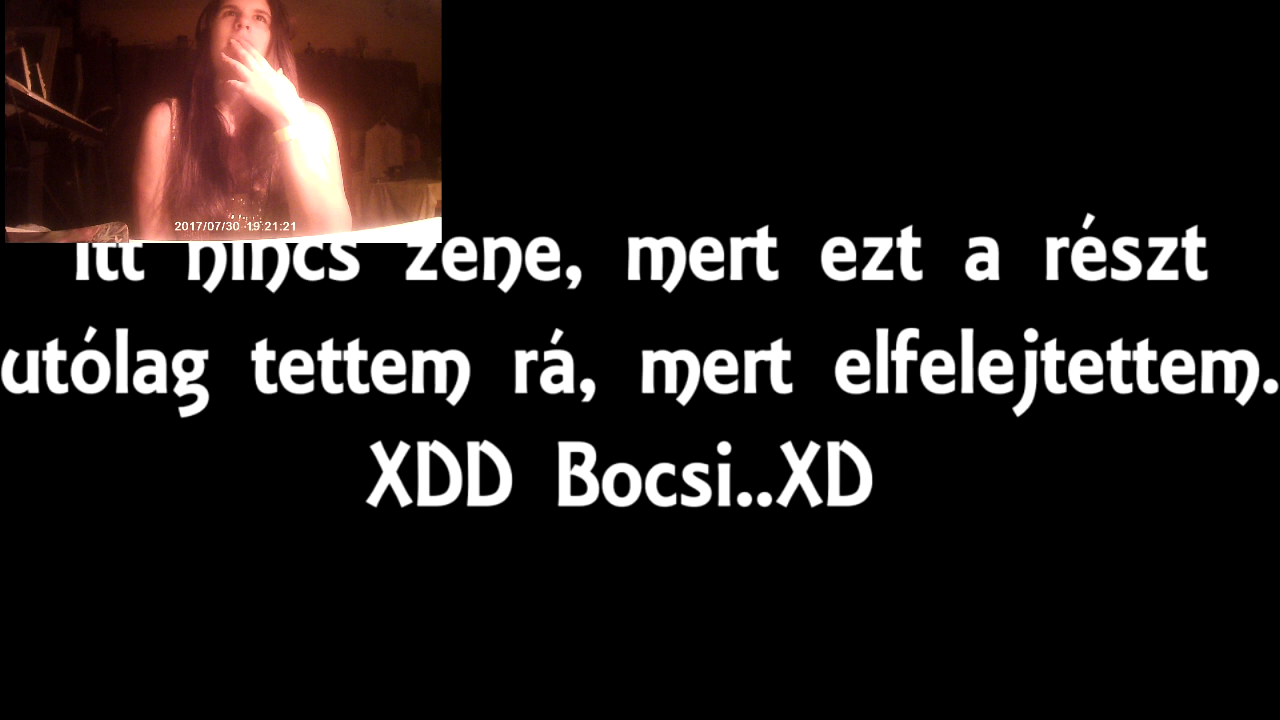 2017/07/30 19:21:21
Itt nincs zene, mert ezt a részt
utólag tettem rá, mert elfelejtettem.
XDD Bocsi..XD